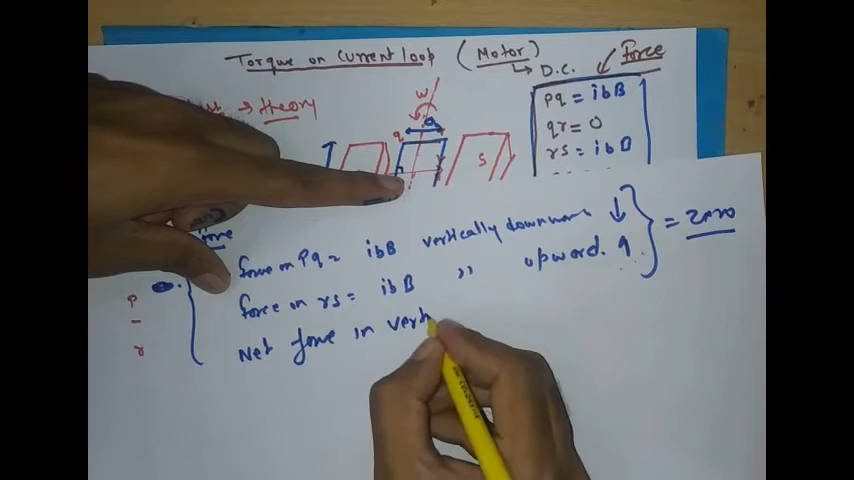 Torque on current loop ( Motor )
↳ D.C.
Force
→ theory
ω
pq = ibB
qr = 0
rs = ibB
q
S
force on pq = ibB vertically downward ↓
= zero
force on rs = ibB ,, upward. ↑
Net force in vert
P
r